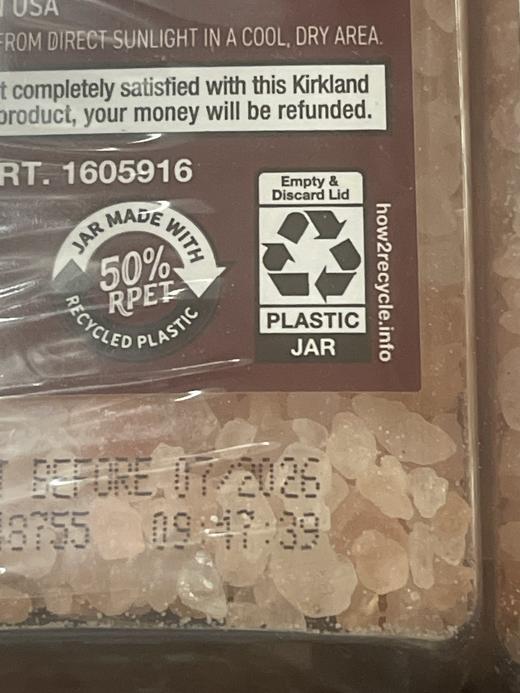 USA
FROM DIRECT SUNLIGHT IN A COOL, DRY AREA.
t completely satisfied with this Kirkland
product, your money will be refunded.
RT. 1605916
JAR MADE WITH
50%
RPET
RECYCLED PLASTIC
Empty &
Discard Lid
PLASTIC
JAR
how2recycle.info
T BEFORE 07/2026
8755 09:17:39